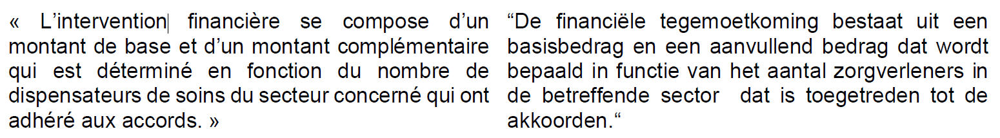 « L’intervention financière se compose d’un
montant de base et d’un montant complémentaire
qui est déterminé en fonction du nombre de
dispensateurs de soins du secteur concerné qui ont
adhéré aux accords. »
“De financiële tegemoetkoming bestaat uit een
basisbedrag en een aanvullend bedrag dat wordt
bepaald in functie van het aantal zorgverleners in
de betreffende sector dat is toegetreden tot de
akkoorden.“